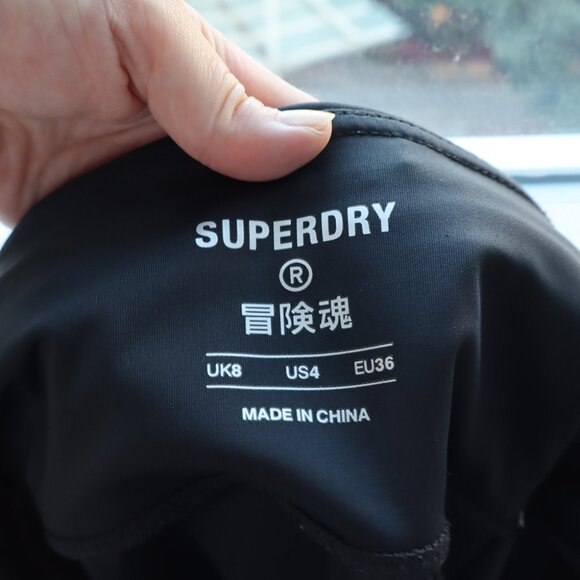 SUPERDRY
®
冒険魂
UK8 US4 EU36
MADE IN CHINA